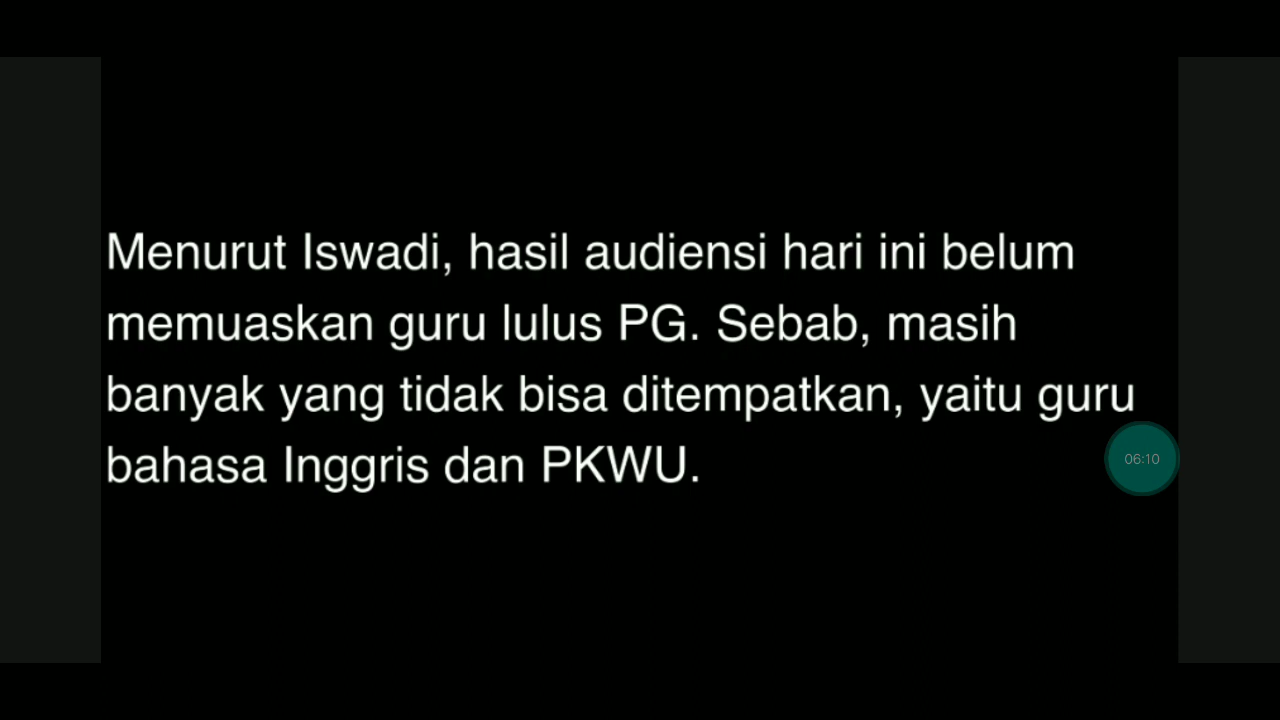 Menurut Iswadi, hasil audiensi hari ini belum
memuaskan guru lulus PG. Sebab, masih
banyak yang tidak bisa ditempatkan, yaitu guru
bahasa Inggris dan PKWU.
06:10